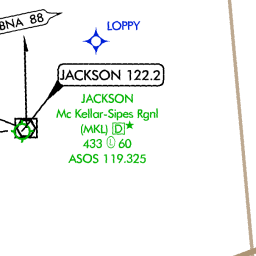 BNA 88
LOPPY
JACKSON 122.2
JACKSON
Mc Kellar-Sipes Rgnl
(MKL) D★
433 Ⓛ 60
ASOS 119.325